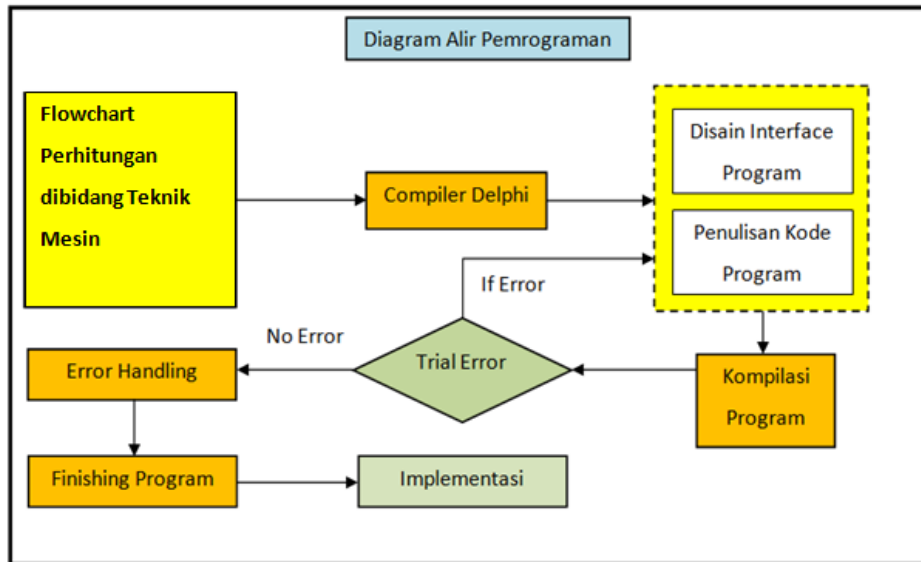 Diagram Alir Pemrograman
Flowchart
Perhitungan
dibidang Teknik
Mesin
Compiler Delphi
Disain Interface
Program
Penulisan Kode
Program
If Error
No Error
Trial Error
Kompilasi
Program
Error Handling
Finishing Program
Implementasi